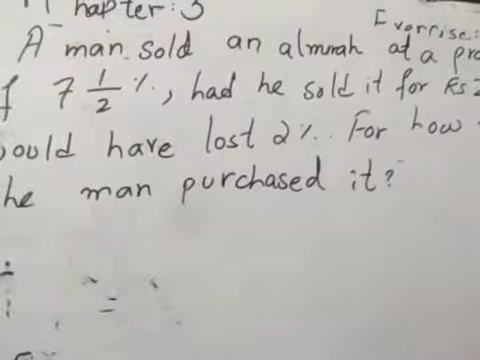 hapter: 3
Exercise:
A man sold an almirah at a
7 1/2 %, had he sold it for Rs
would have lost 2%. For how
he man purchased it?
=